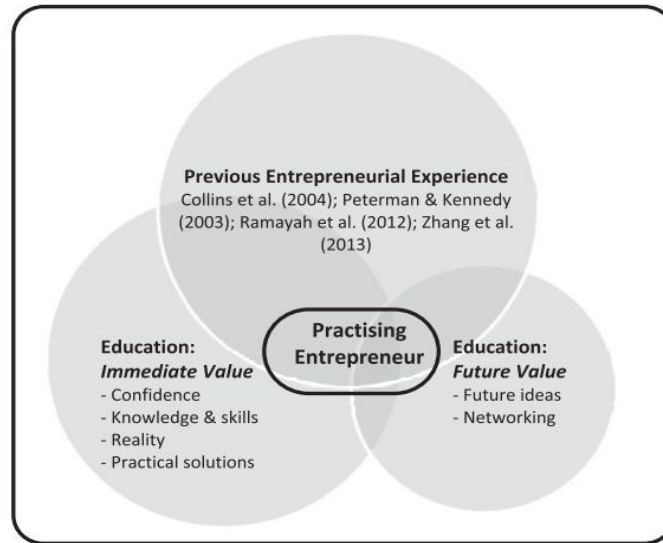 Previous Entrepreneurial Experience
Collins et al. (2004); Peterman & Kennedy
(2003); Ramayah et al. (2012); Zhang et al.
(2013)
Practising
Entrepreneur
Education:
Immediate Value
- Confidence
- Knowledge & skills
- Reality
- Practical solutions
Education:
Future Value
- Future ideas
- Networking